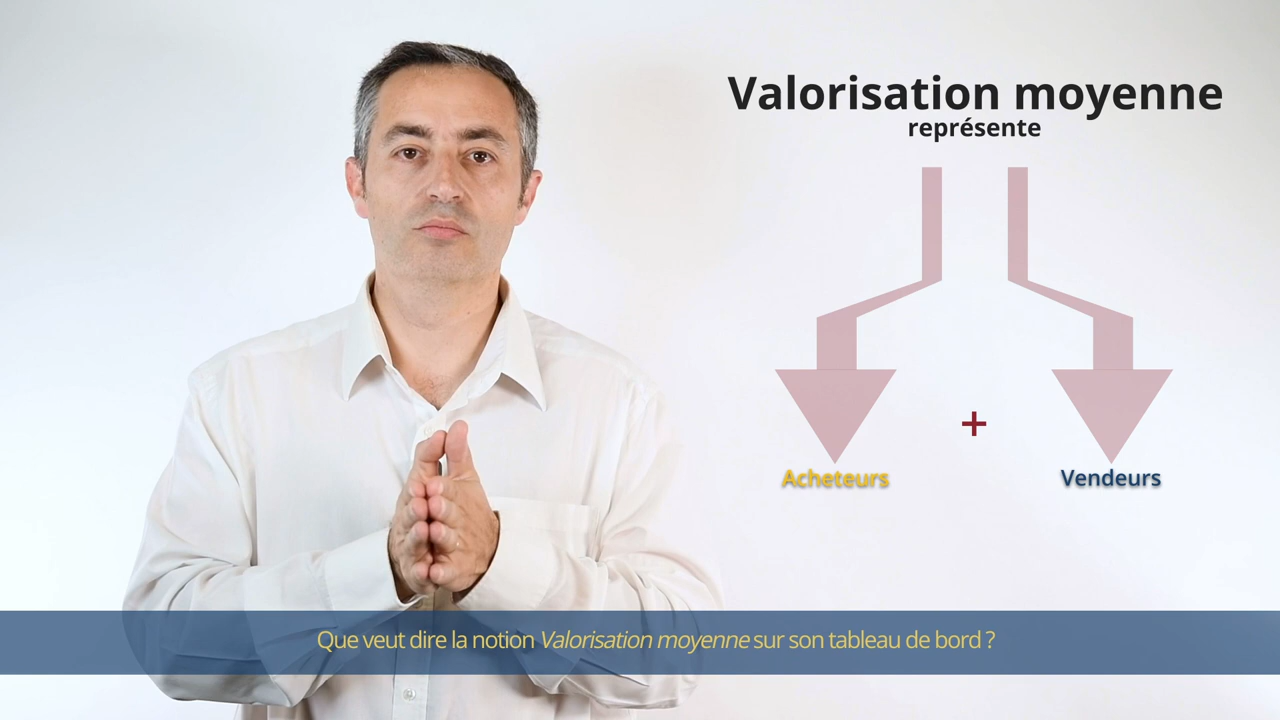 Valorisation moyenne
représente
+
Acheteurs
Vendeurs
Que veut dire la notion Valorisation moyenne sur son tableau de bord ?